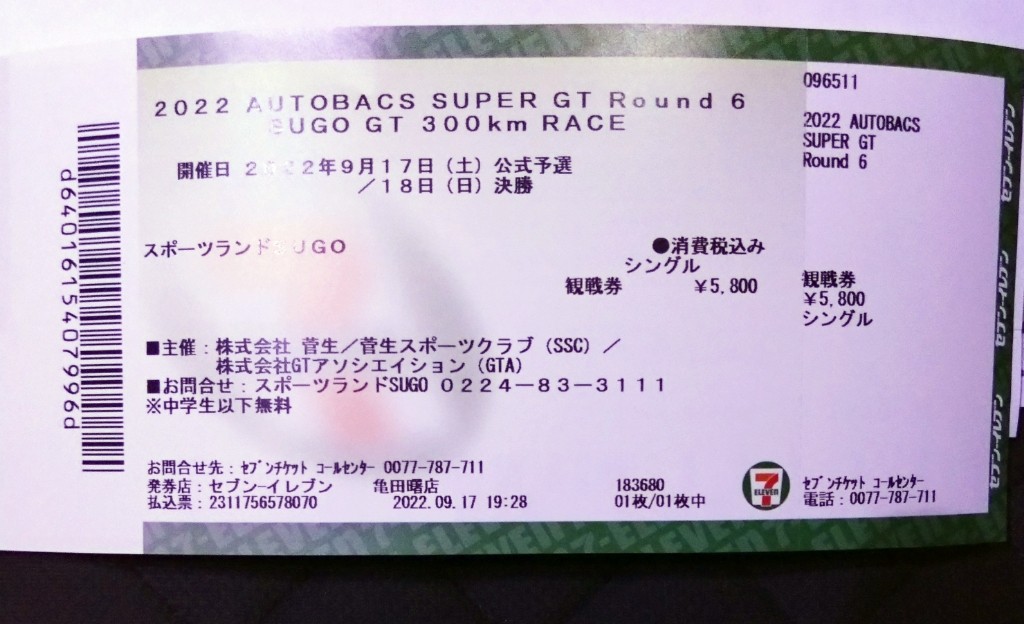 2022 AUTOBACS SUPER GT Round 6
SUGO GT 300km RACE
開催日 2022年9月17日(土)公式予選
/18日(日)決勝
スポーツランドSUGO
●消費税込み
シングル
観戦券 ¥5,800
■主催:株式会社 菅生/菅生スポーツクラブ(SSC)/
株式会社GTアソシエイション(GTA)
■お問合せ:スポーツランドSUGO 0224-83-3111
※中学生以下無料
お問合せ先:セブンチケット コールセンター 0077-787-711
発券店:セブン-イレブン 亀田曙店 183680
払込票:2311756578070 2022.09.17 19:28 01枚/01枚中
d6401615407996d
7
ELEVEN
096511
2022 AUTOBACS
SUPER GT
Round 6
観戦券
¥5,800
シングル
セブンチケット コールセンター
電話:0077-787-711